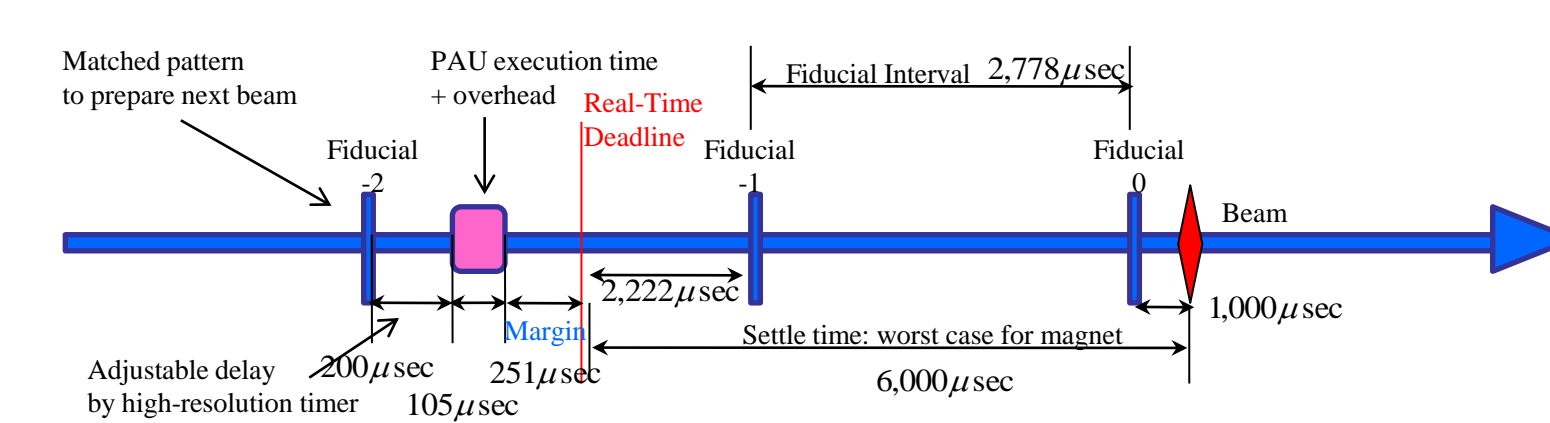 Matched pattern
to prepare next beam
PAU execution time
+ overhead
Real-Time
Deadline
Fiducial Interval 2,778μsec
Fiducial
-2
Fiducial
-1
Fiducial
0
Beam
2,222μsec
1,000μsec
Margin
Settle time: worst case for magnet
6,000μsec
Adjustable delay
by high-resolution timer
200μsec
105μsec
251μsec